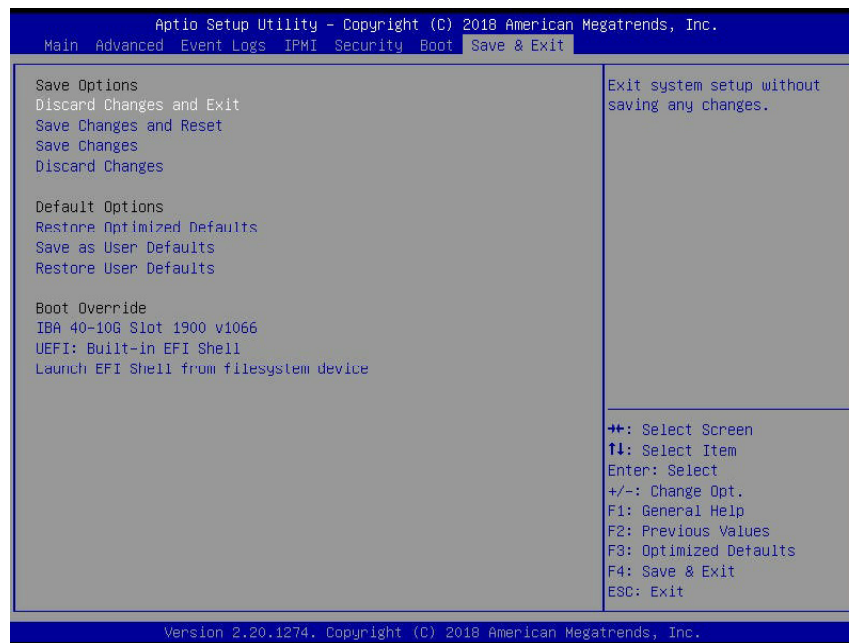 Aptio Setup Utility – Copyright (C) 2018 American Megatrends, Inc.
Main Advanced Event Logs IPMI Security Boot Save & Exit
Save Options
Discard Changes and Exit
Save Changes and Reset
Save Changes
Discard Changes
Default Options
Restore Optimized Defaults
Save as User Defaults
Restore User Defaults
Boot Override
IBA 40-10G Slot 1900 v1066
UEFI: Built-in EFI Shell
Launch EFI Shell from filesystem device
Exit system setup without
saving any changes.
→←: Select Screen
↑↓: Select Item
Enter: Select
+/-: Change Opt.
F1: General Help
F2: Previous Values
F3: Optimized Defaults
F4: Save & Exit
ESC: Exit
Version 2.20.1274. Copyright (C) 2018 American Megatrends, Inc.